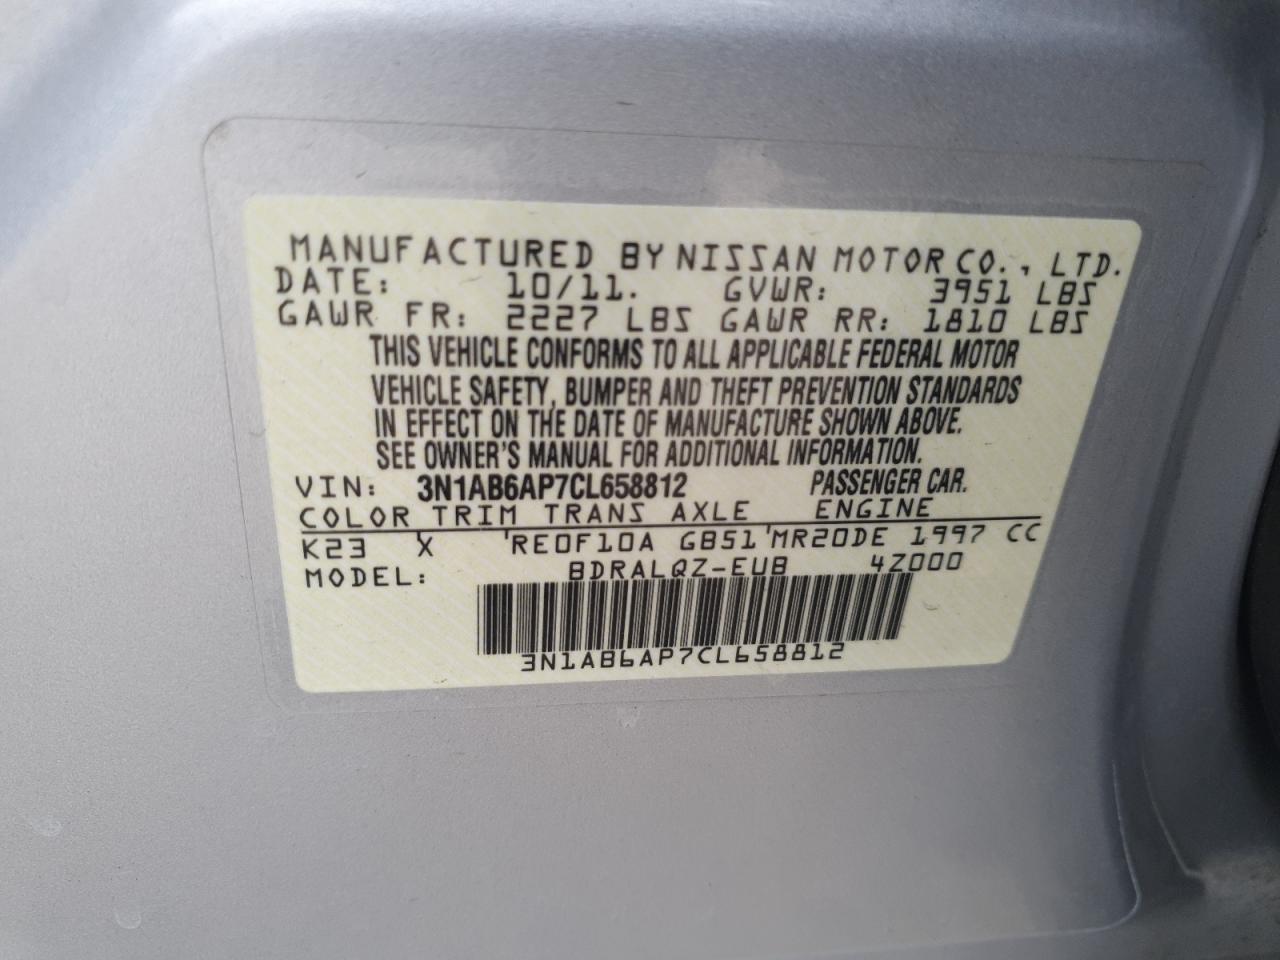 MANUFACTURED BY NISSAN MOTOR CO., LTD.
DATE: 10/11. GVWR: 3951 LBS
GAWR FR: 2227 LBS GAWR RR: 1810 LBS
THIS VEHICLE CONFORMS TO ALL APPLICABLE FEDERAL MOTOR
VEHICLE SAFETY, BUMPER AND THEFT PREVENTION STANDARDS
IN EFFECT ON THE DATE OF MANUFACTURE SHOWN ABOVE.
SEE OWNER'S MANUAL FOR ADDITIONAL INFORMATION.
VIN: 3N1AB6AP7CL658812 PASSENGER CAR.
COLOR TRIM TRANS AXLE ENGINE
K23 X 'RE0F10A GB51'MR20DE 1997 CC
MODEL: BDRALQZ-EUB 4Z000
3N1AB6AP7CL658812